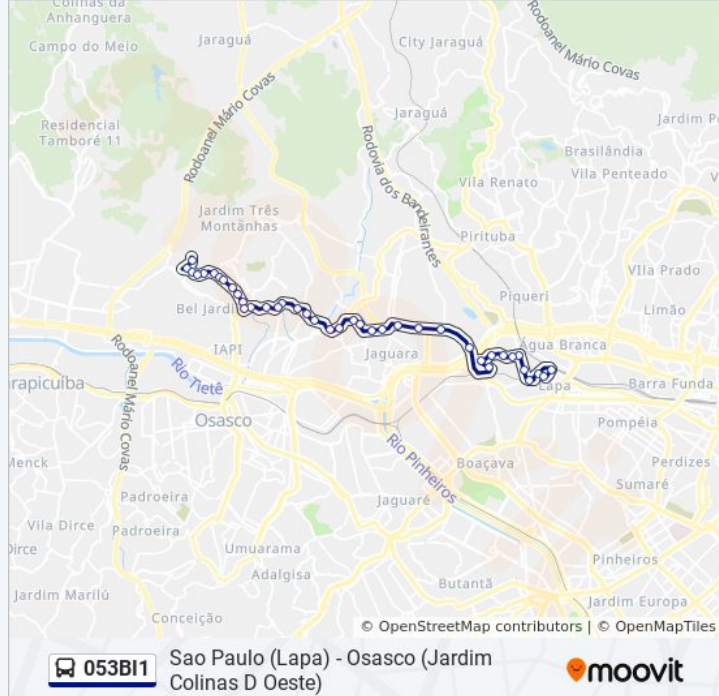 Colinas da
Anhanguera
Campo do Meio
Jaraguá
City Jaraguá
Rodoanel Mário Covas
Rodoanel Mário Covas
Jaraguá
Residencial
Tamboré 11
Rodovia dos Bandeirantes
Brasilândia
Vila Penteado
Vila Renato
Jardim Três
Montanhas
Pirituba
Vila Prado
Piqueri
Limão
Bel Jardi
Água Branca
IAPI
Jaguara
Lapa
Barra Funda
Rodoanel Mário Covas
Rio Tietê
arapicuíba
Osasco
Pompéia
Rio Pinheiros
Boaçava
Perdizes
Menck
Sumaré
Padroeira
Jaguaré
Vila Dirce
Padroeira
Dirce
Umuarama
Pinheiros
Adalgisa
Butantã
Jardim Marilú
Jardim Europa
Conceição
© OpenStreetMap contributors | © OpenMapTiles
053BI1
Sao Paulo (Lapa) - Osasco (Jardim
Colinas D Oeste)
moovit